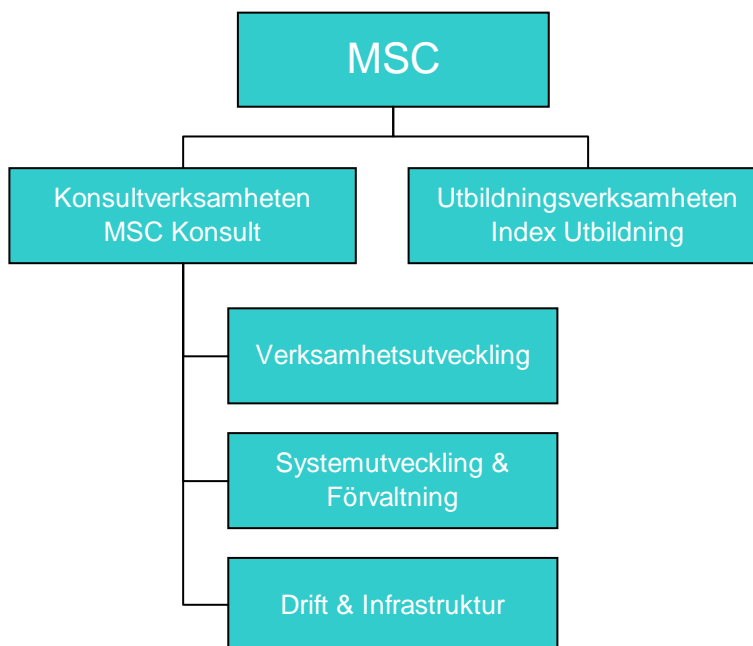 MSC
Konsultverksamheten
MSC Konsult
Utbildningsverksamheten
Index Utbildning
Verksamhetsutveckling
Systemutveckling &
Förvaltning
Drift & Infrastruktur